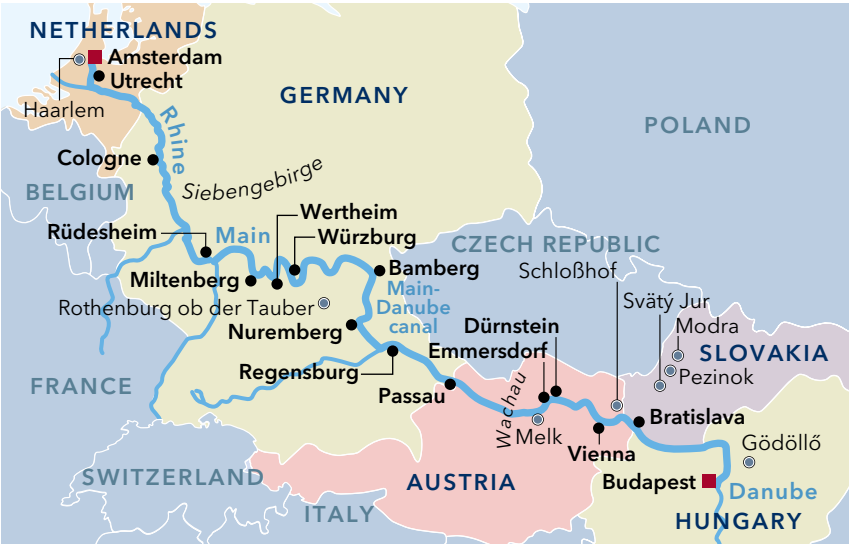 NETHERLANDS
Amsterdam
Utrecht
Haarlem
GERMANY
POLAND
Rhine
Cologne
BELGIUM
Siebengebirge
Wertheim
Rüdesheim
Main
Würzburg
CZECH REPUBLIC
Bamberg
Schloßhof
Miltenberg
Main-
Danube
canal
Rothenburg ob der Tauber
Svätý Jur
Modra
Nuremberg
Dürnstein
Emmersdorf
SLOVAKIA
Regensburg
Pezinok
FRANCE
Passau
Wachau
Melk
Bratislava
Vienna
Gödöllő
SWITZERLAND
AUSTRIA
Budapest
Danube
ITALY
HUNGARY